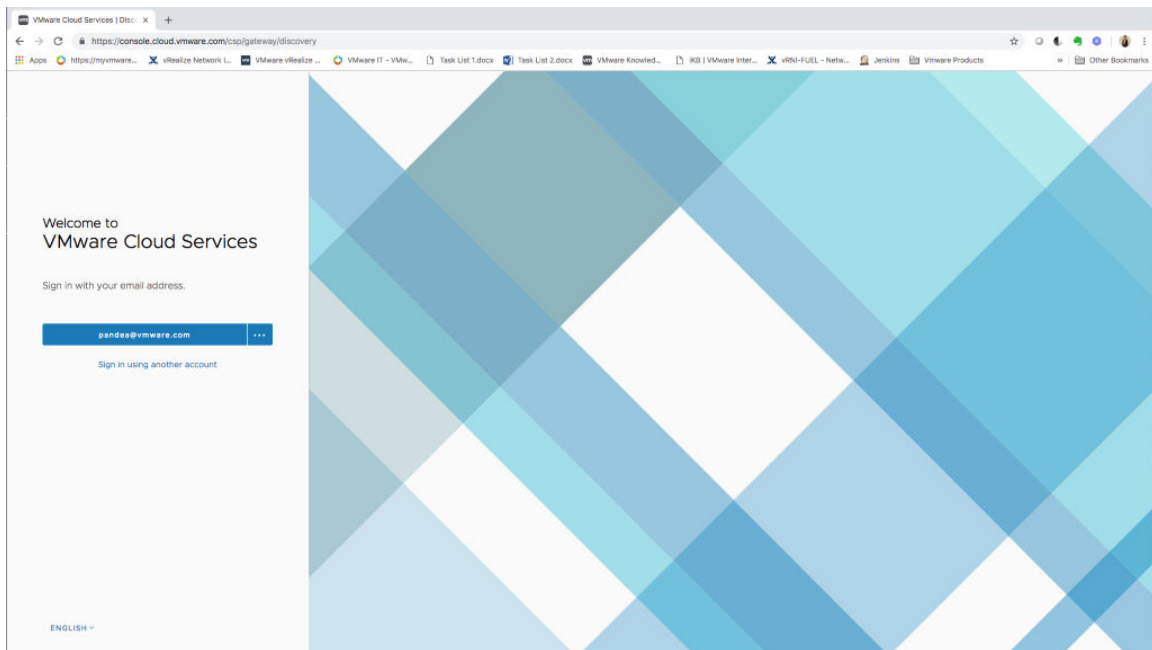 VMware Cloud Services | Disc
https://console.cloud.vmware.com/csp/gateway/discovery
Apps https://myvmware... vRealize Network I... VMware vRealize ... VMware IT - VMw... Task List 1.docx Task List 2.docx VMware Knowled... IKB | VMware Inter... vRNI-FUEL - Netw... Jenkins Vmware Products » Other Bookmarks
Welcome to
VMware Cloud Services
Sign in with your email address.
pandea@vmware.com
Sign in using another account
ENGLISH